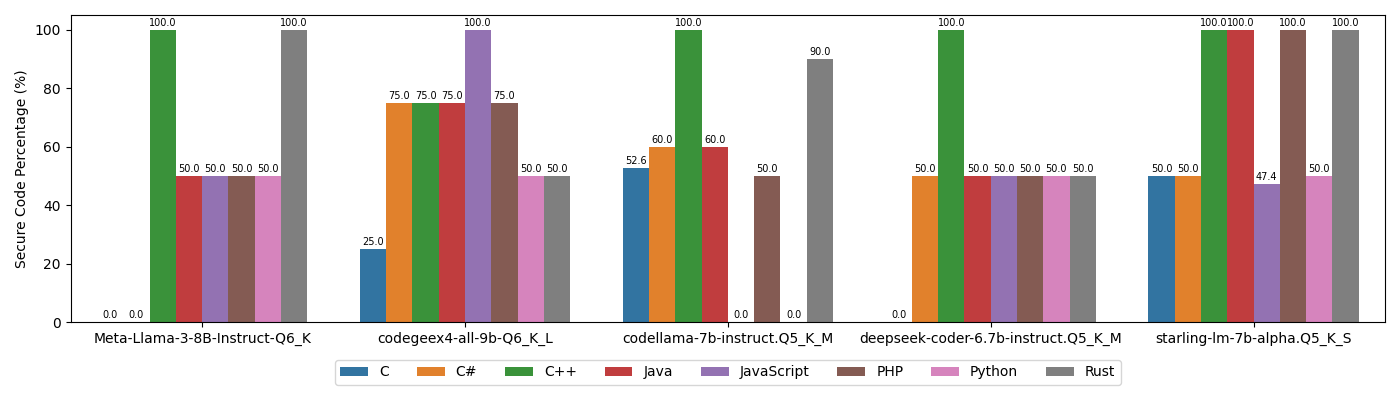 Secure Code Percentage (%)
100
80
60
40
20
0
0.0 0.0 100.0 50.0 50.0 50.0 50.0 100.0
25.0 75.0 75.0 75.0 100.0 75.0 50.0 50.0
52.6 60.0 100.0 60.0 0.0 50.0 0.0 90.0
0.0 50.0 100.0 50.0 50.0 50.0 50.0 50.0
50.0 50.0 100.0 100.0 47.4 100.0 50.0 100.0
Meta-Llama-3-8B-Instruct-Q6_K codegeex4-all-9b-Q6_K_L codellama-7b-instruct.Q5_K_M deepseek-coder-6.7b-instruct.Q5_K_M starling-lm-7b-alpha.Q5_K_S
C C# C++ Java JavaScript PHP Python Rust